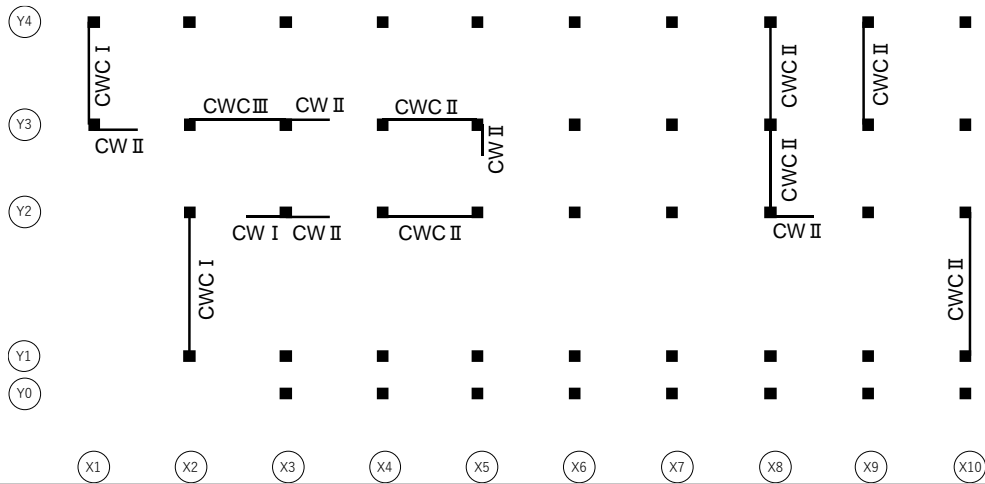 Y4
CWC Ⅰ
CWC Ⅱ
CWC Ⅱ
CWC Ⅲ
CW Ⅱ
CWC Ⅱ
Y3
CW Ⅱ
CW Ⅱ
CWC Ⅱ
Y2
CW Ⅰ
CW Ⅱ
CWC Ⅱ
CW Ⅱ
CWC Ⅰ
CWC Ⅱ
Y1
Y0
X1 X2 X3 X4 X5 X6 X7 X8 X9 X10